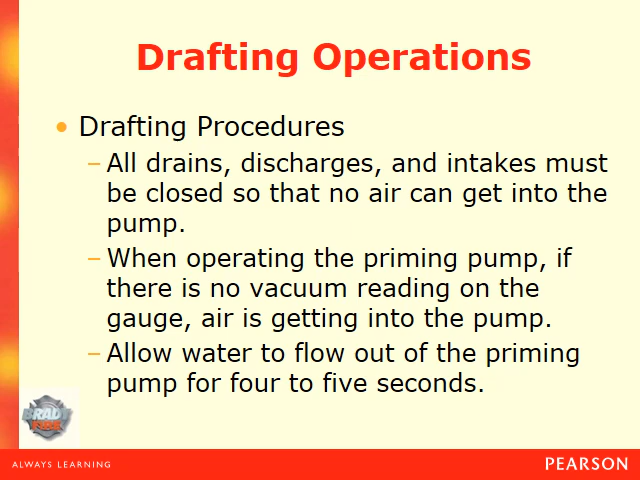 Drafting Operations
• Drafting Procedures
– All drains, discharges, and intakes must
be closed so that no air can get into the
pump.
– When operating the priming pump, if
there is no vacuum reading on the
gauge, air is getting into the pump.
– Allow water to flow out of the priming
pump for four to five seconds.
BRADY
FIRE
ALWAYS LEARNING
PEARSON